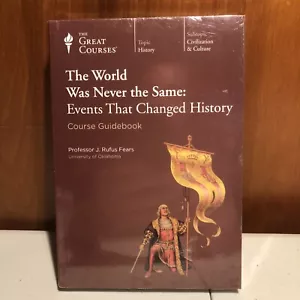 THE
GREAT
COURSES®
Topic
History
Subtopic
Civilization
& Culture
The World
Was Never the Same:
Events That Changed History
Course Guidebook
Professor J. Rufus Fears
University of Oklahoma